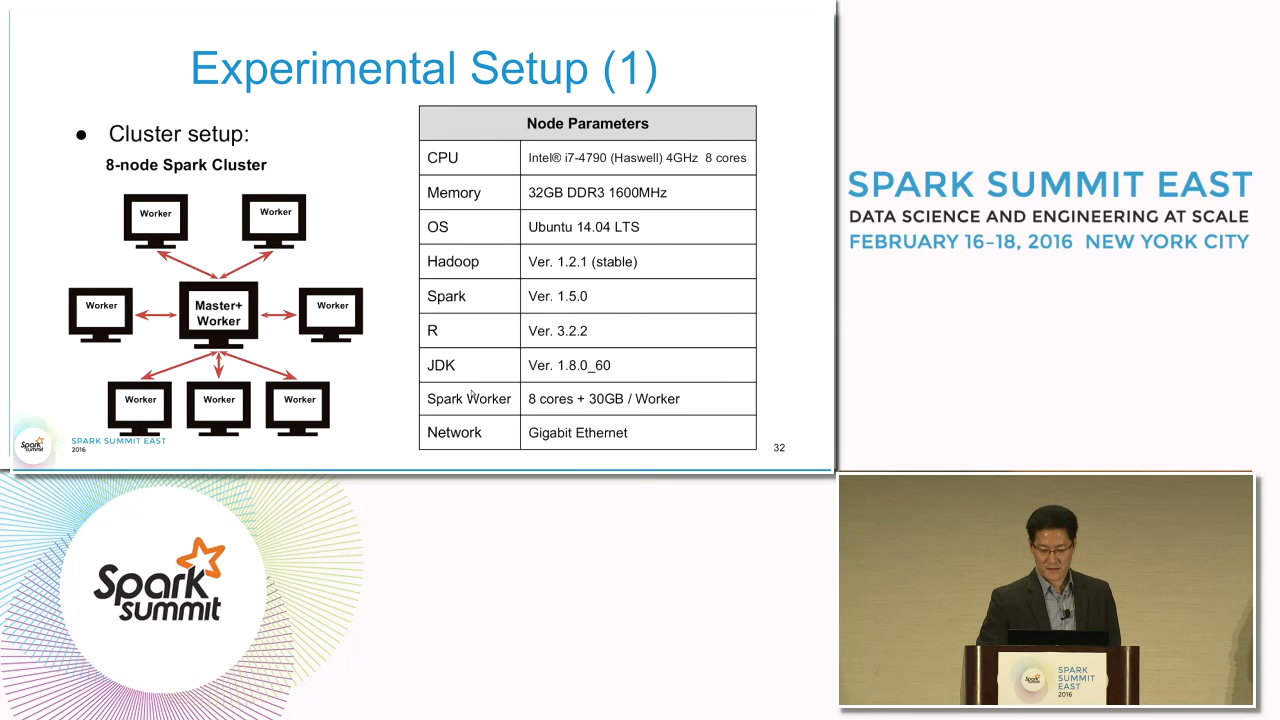 Experimental Setup (1)
● Cluster setup:
8-node Spark Cluster
Worker
Worker
Worker
Master+
Worker
Worker
Worker
Worker
Worker
Node Parameters
CPU Intel® i7-4790 (Haswell) 4GHz 8 cores
Memory 32GB DDR3 1600MHz
OS Ubuntu 14.04 LTS
Hadoop Ver. 1.2.1 (stable)
Spark Ver. 1.5.0
R Ver. 3.2.2
JDK Ver. 1.8.0_60
Spark Worker 8 cores + 30GB / Worker
Network Gigabit Ethernet
Spark
Summit
SPARK SUMMIT EAST
2016
32
SPARK SUMMIT EAST
DATA SCIENCE AND ENGINEERING AT SCALE
FEBRUARY 16–18, 2016 NEW YORK CITY
Spark
summit
Spark
SPARK
SUMMIT
EAST
2016